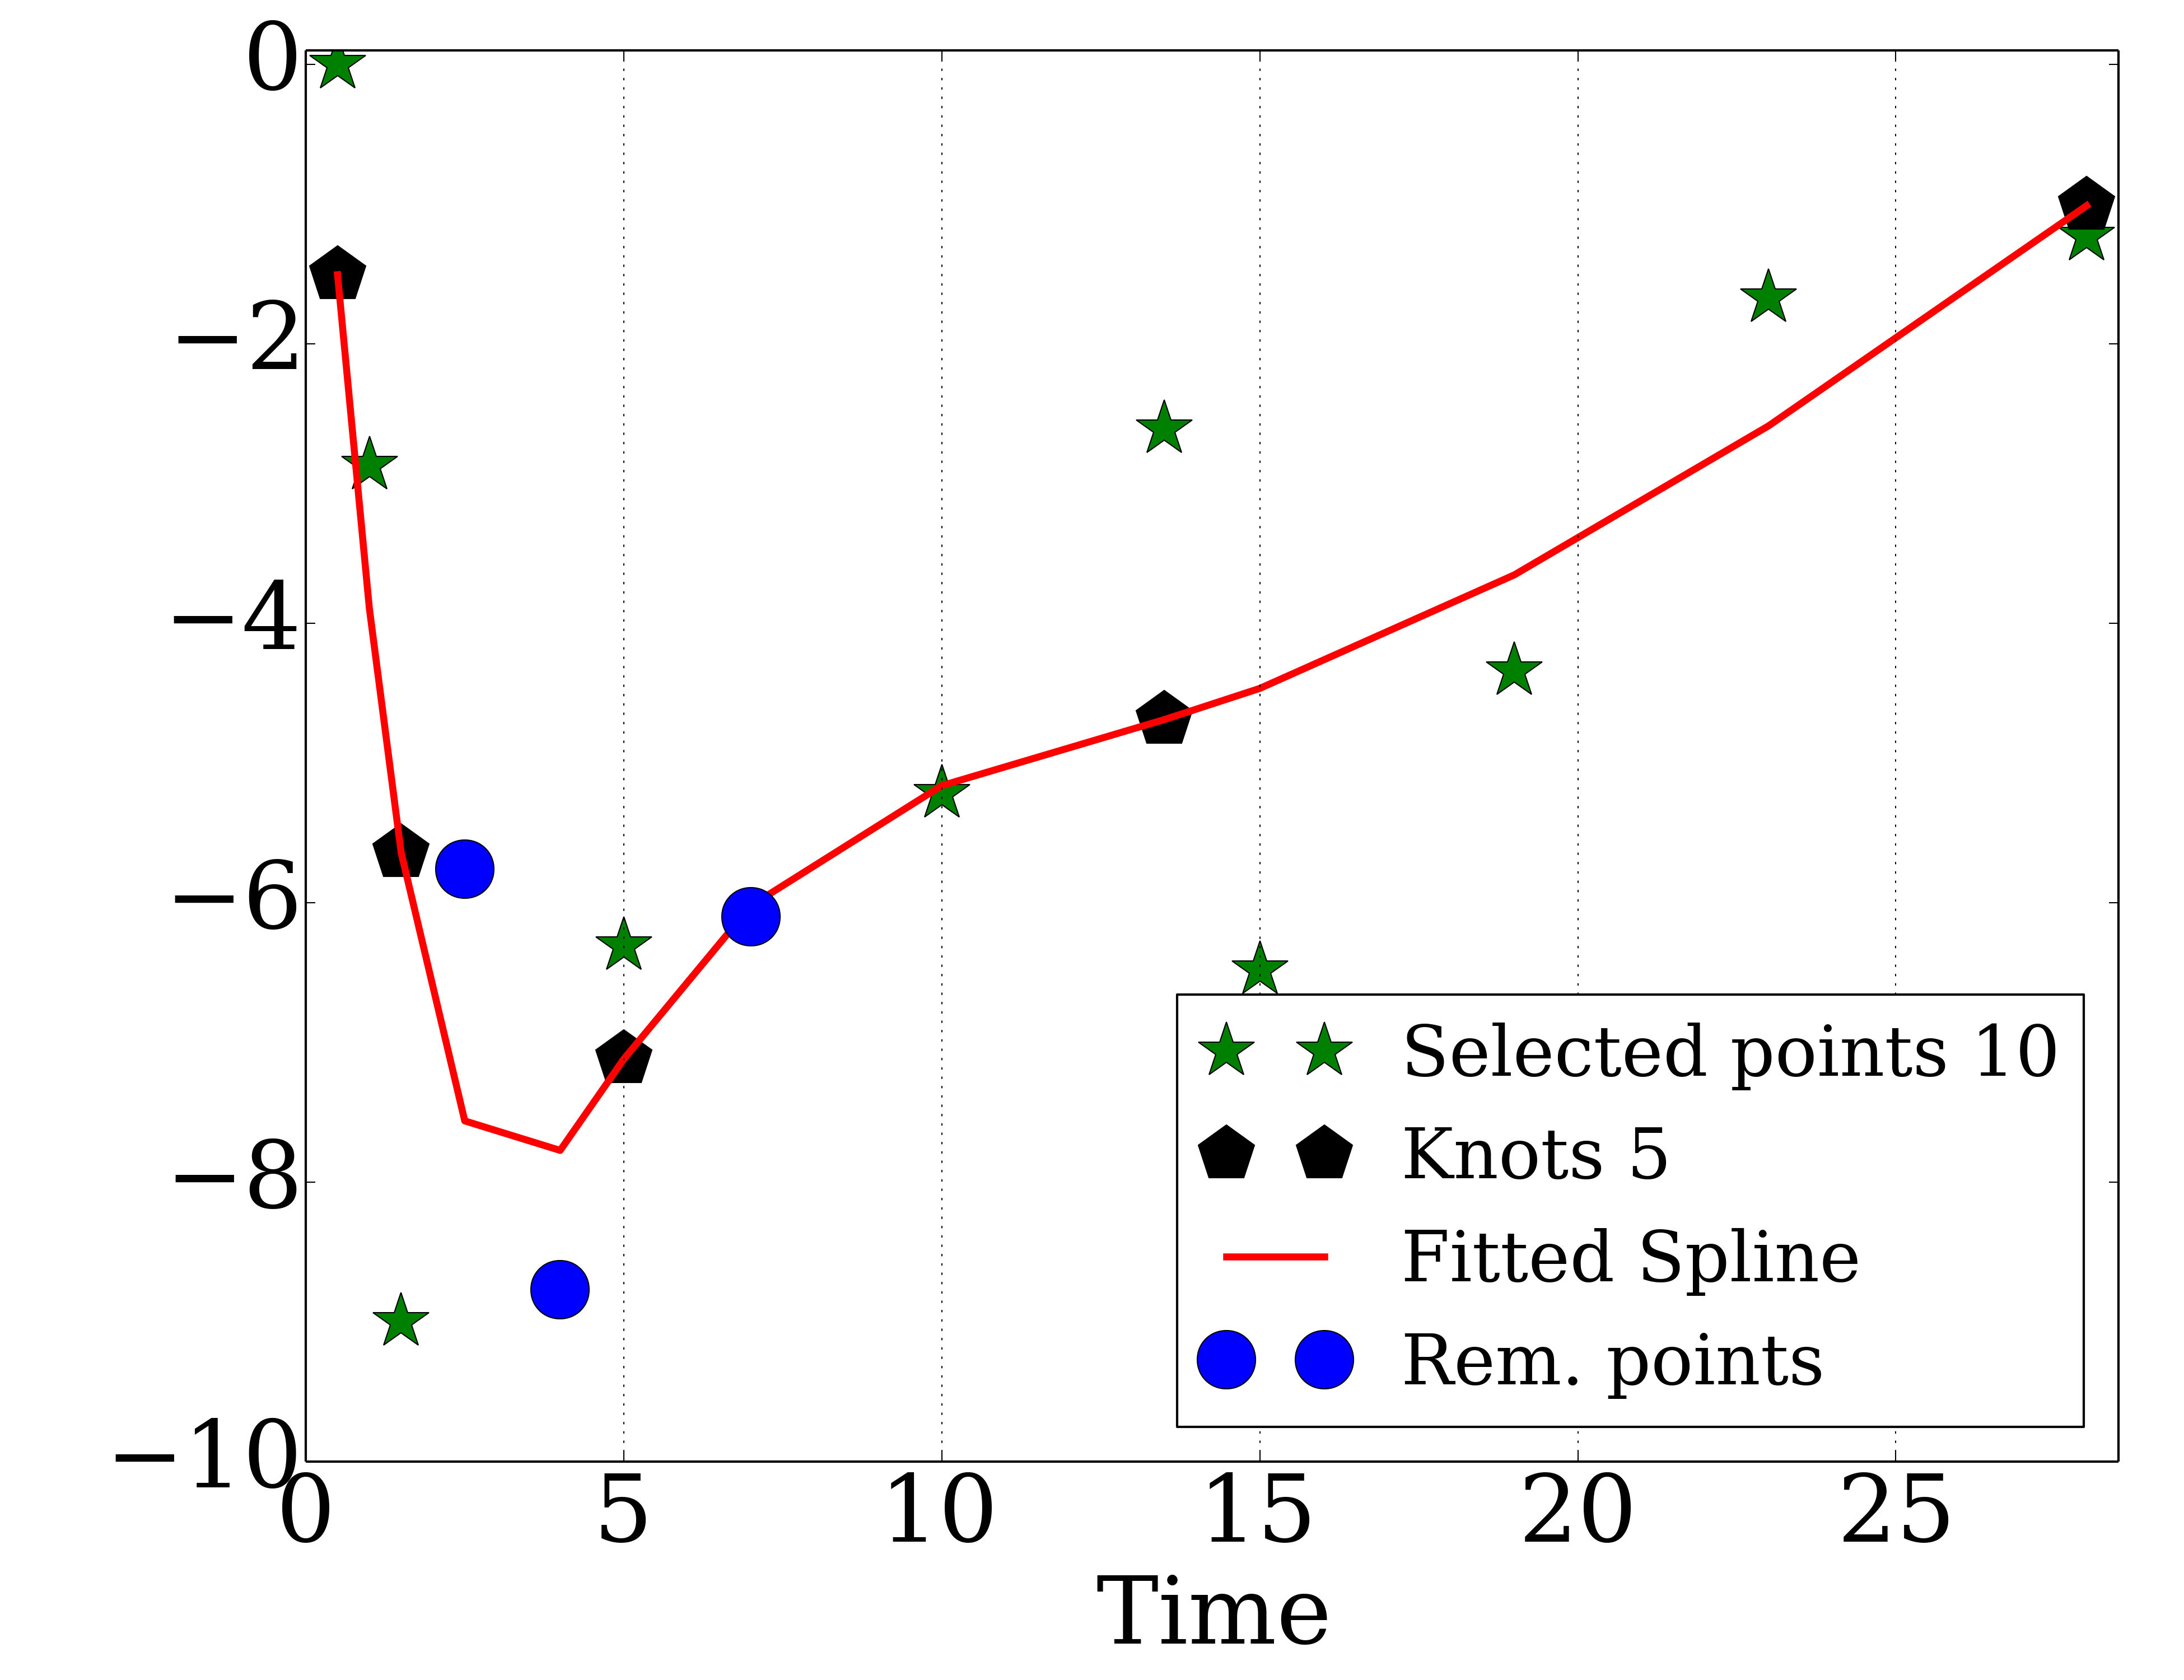 0
−2
−4
−6
−8
−10
0 5 10 15 20 25
Time
Selected points 10
Knots 5
Fitted Spline
Rem. points